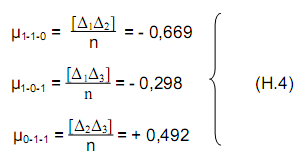 μ1-1-0 = [Δ1Δ2]/n = - 0,669
μ1-0-1 = [Δ1Δ3]/n = - 0,298 (H.4)
μ0-1-1 = [Δ2Δ3]/n = + 0,492